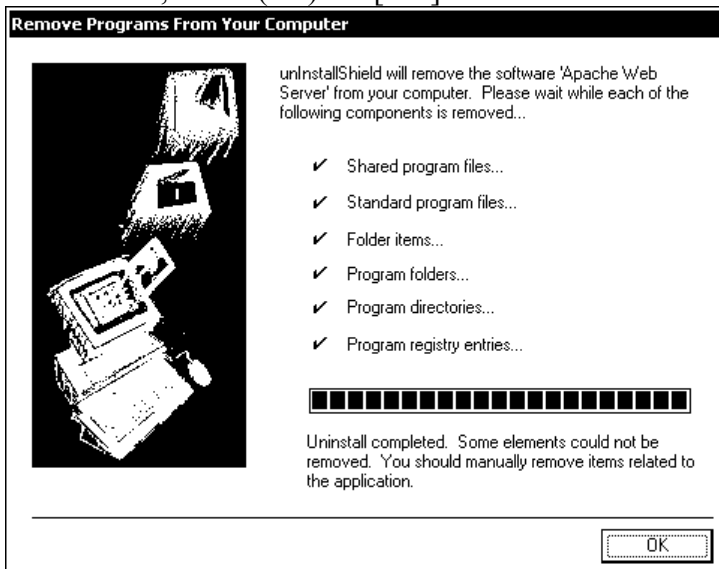 Remove Programs From Your Computer
unInstallShield will remove the software 'Apache Web
Server' from your computer.  Please wait while each of the
following components is removed...
✔ Shared program files...
✔ Standard program files...
✔ Folder items...
✔ Program folders...
✔ Program directories...
✔ Program registry entries...
Uninstall completed.  Some elements could not be
removed.  You should manually remove items related to
the application.
OK